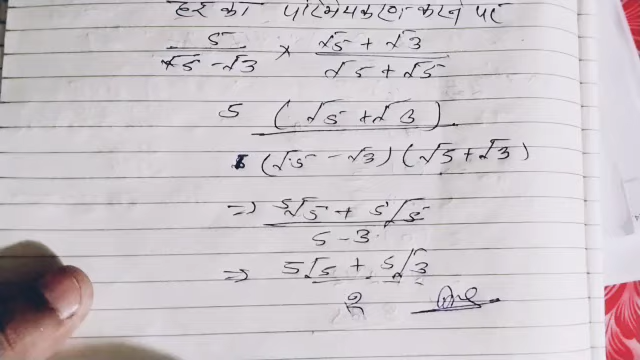 हर का परिमेयकरण करने पर
5/(√5 - √3) × (√5 + √3)/(√5 + √5)
5 (√5 + √3)
(√5 - √3) (√5 + √3)
=> (5√5 + 5√5)/(5 - 3)
=> (5√5 + 5√3)/2 Ans